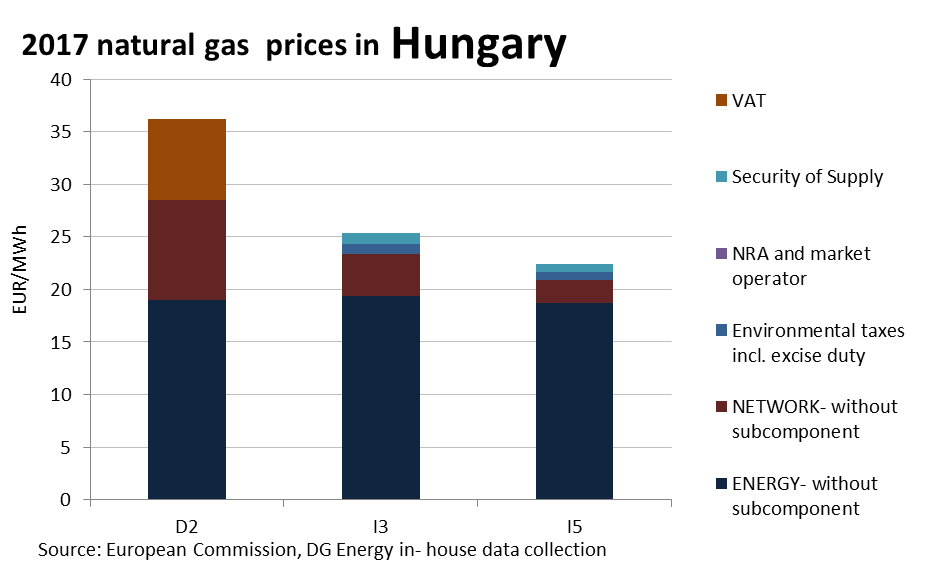 2017 natural gas prices in Hungary
40
35
30
25
20
15
10
5
0
EUR/MWh
D2
I3
I5
VAT
Security of Supply
NRA and market
operator
Environmental taxes
incl. excise duty
NETWORK- without
subcomponent
ENERGY- without
subcomponent
Source: European Commission, DG Energy in- house data collection